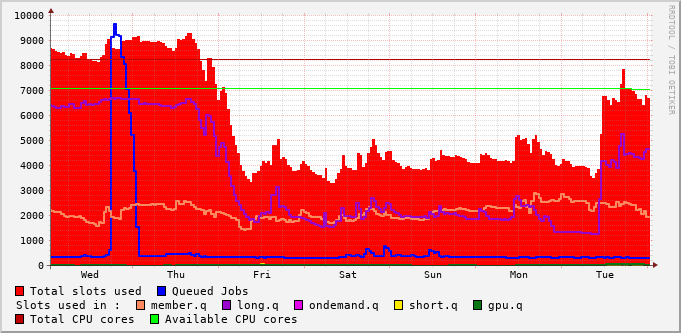 10000
9000
8000
7000
6000
5000
4000
3000
2000
1000
0
Wed Thu Fri Sat Sun Mon Tue
RRDTOOL / TOBI OETIKER
Total slots used Queued Jobs
Slots used in : member.q long.q ondemand.q short.q gpu.q
Total CPU cores Available CPU cores